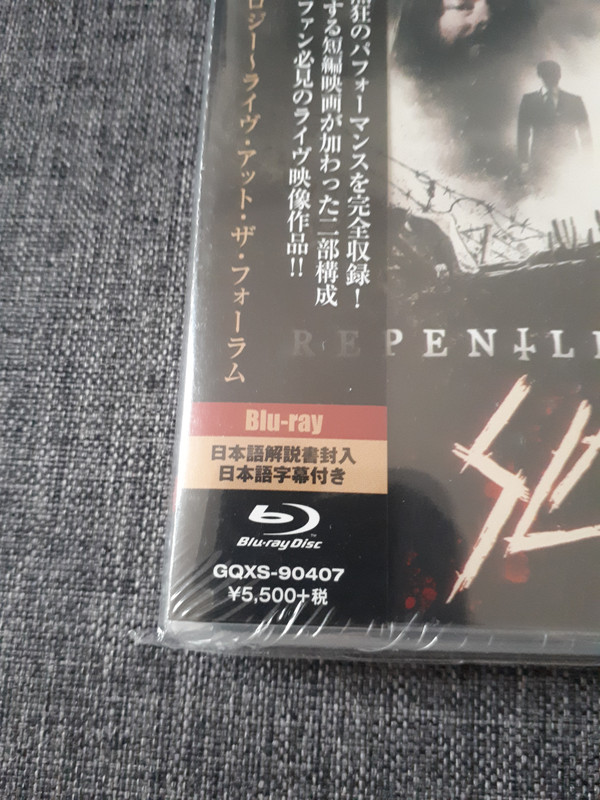 狂のパフォーマンスを完全収録!
する短編映画が加わった二部構成
ファン必見のライヴ映像作品!!
ロジー〜ライヴ・アット・ザ・フォーラム
REPENTL
SL
Blu-ray
日本語解説書封入
日本語字幕付き
Blu-ray Disc
GQXS-90407
¥5,500+税